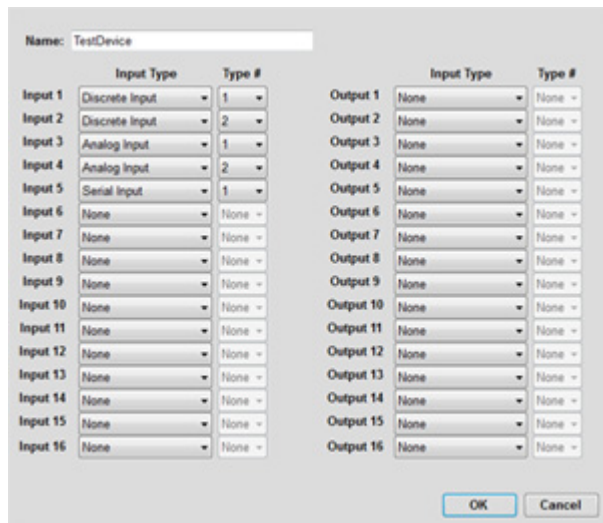 Name: TestDevice
Input Type Type # Input Type Type #
Input 1 Discrete Input 1 Output 1 None None
Input 2 Discrete Input 2 Output 2 None None
Input 3 Analog Input 1 Output 3 None None
Input 4 Analog Input 2 Output 4 None None
Input 5 Serial Input 1 Output 5 None None
Input 6 None None Output 6 None None
Input 7 None None Output 7 None None
Input 8 None None Output 8 None None
Input 9 None None Output 9 None None
Input 10 None None Output 10 None None
Input 11 None None Output 11 None None
Input 12 None None Output 12 None None
Input 13 None None Output 13 None None
Input 14 None None Output 14 None None
Input 15 None None Output 15 None None
Input 16 None None Output 16 None None
OK Cancel